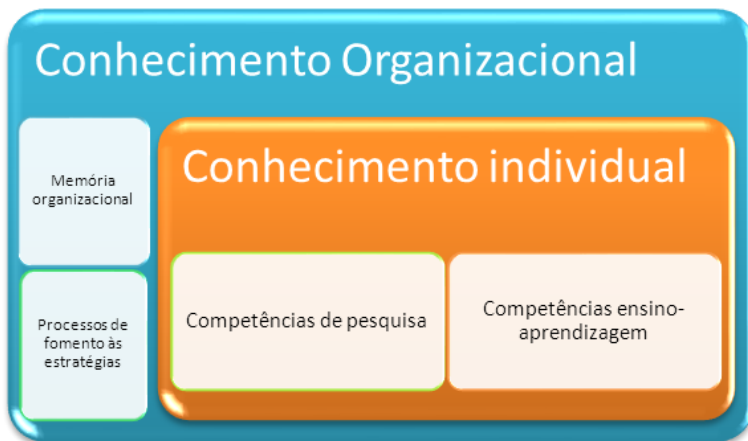 Conhecimento Organizacional
Memória
organizacional
Processos de
fomento às
estratégias
Conhecimento individual
Competências de pesquisa
Competências ensino-
aprendizagem